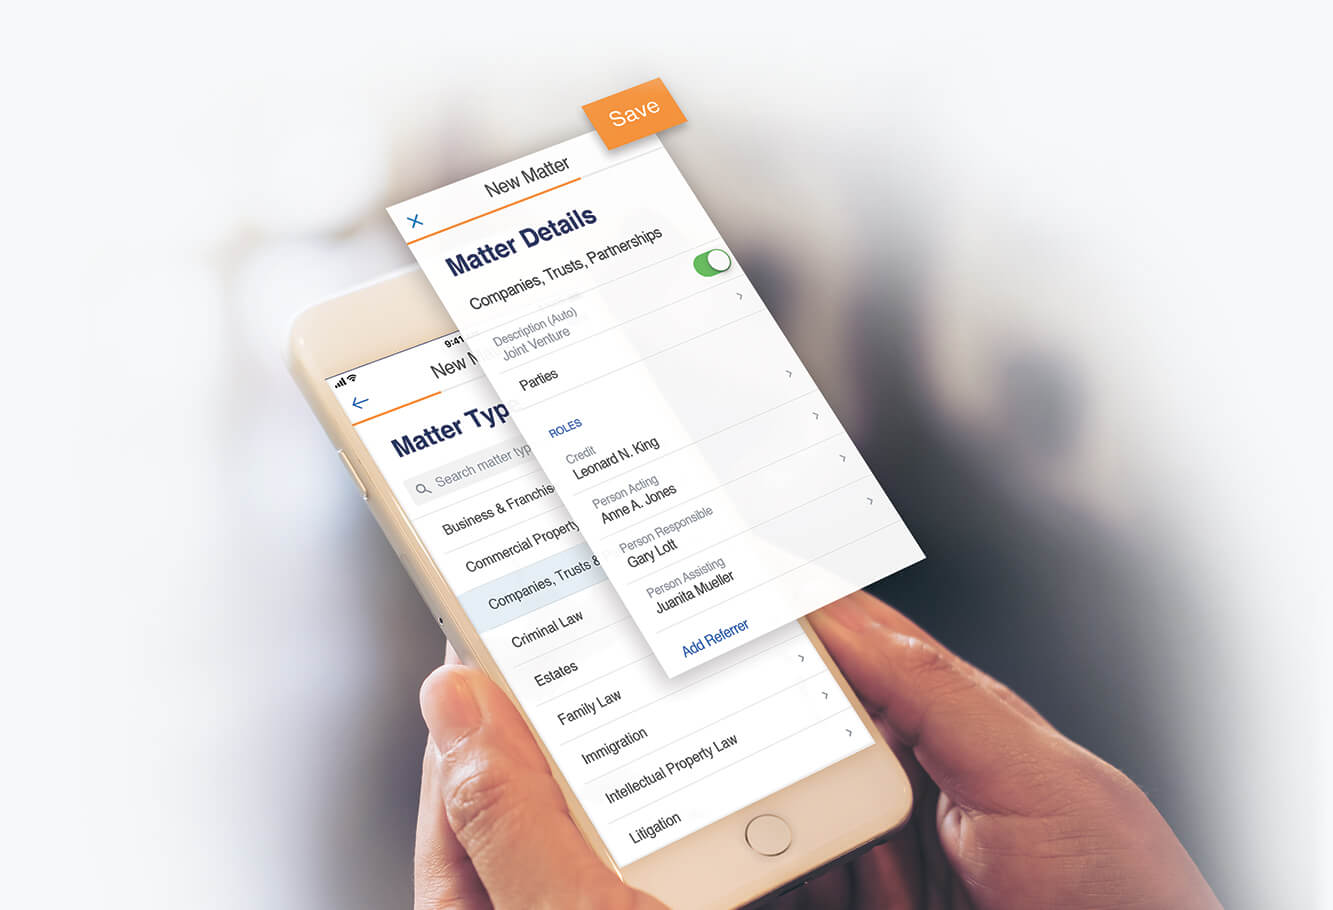 Save
New Matter
Matter Details
Companies, Trusts, Partnerships
Description (Auto)
Joint Venture
Parties
ROLES
Credit
Leonard N. King
Person Acting
Anne A. Jones
Person Responsible
Gary Lott
Person Assisting
Juanita Mueller
Add Referrer
9:41
New M
Matter Typ
Search matter typ
Business & Franchis
Commercial Property
Companies, Trusts &
Criminal Law
Estates
Family Law
Immigration
Intellectual Property Law
Litigation